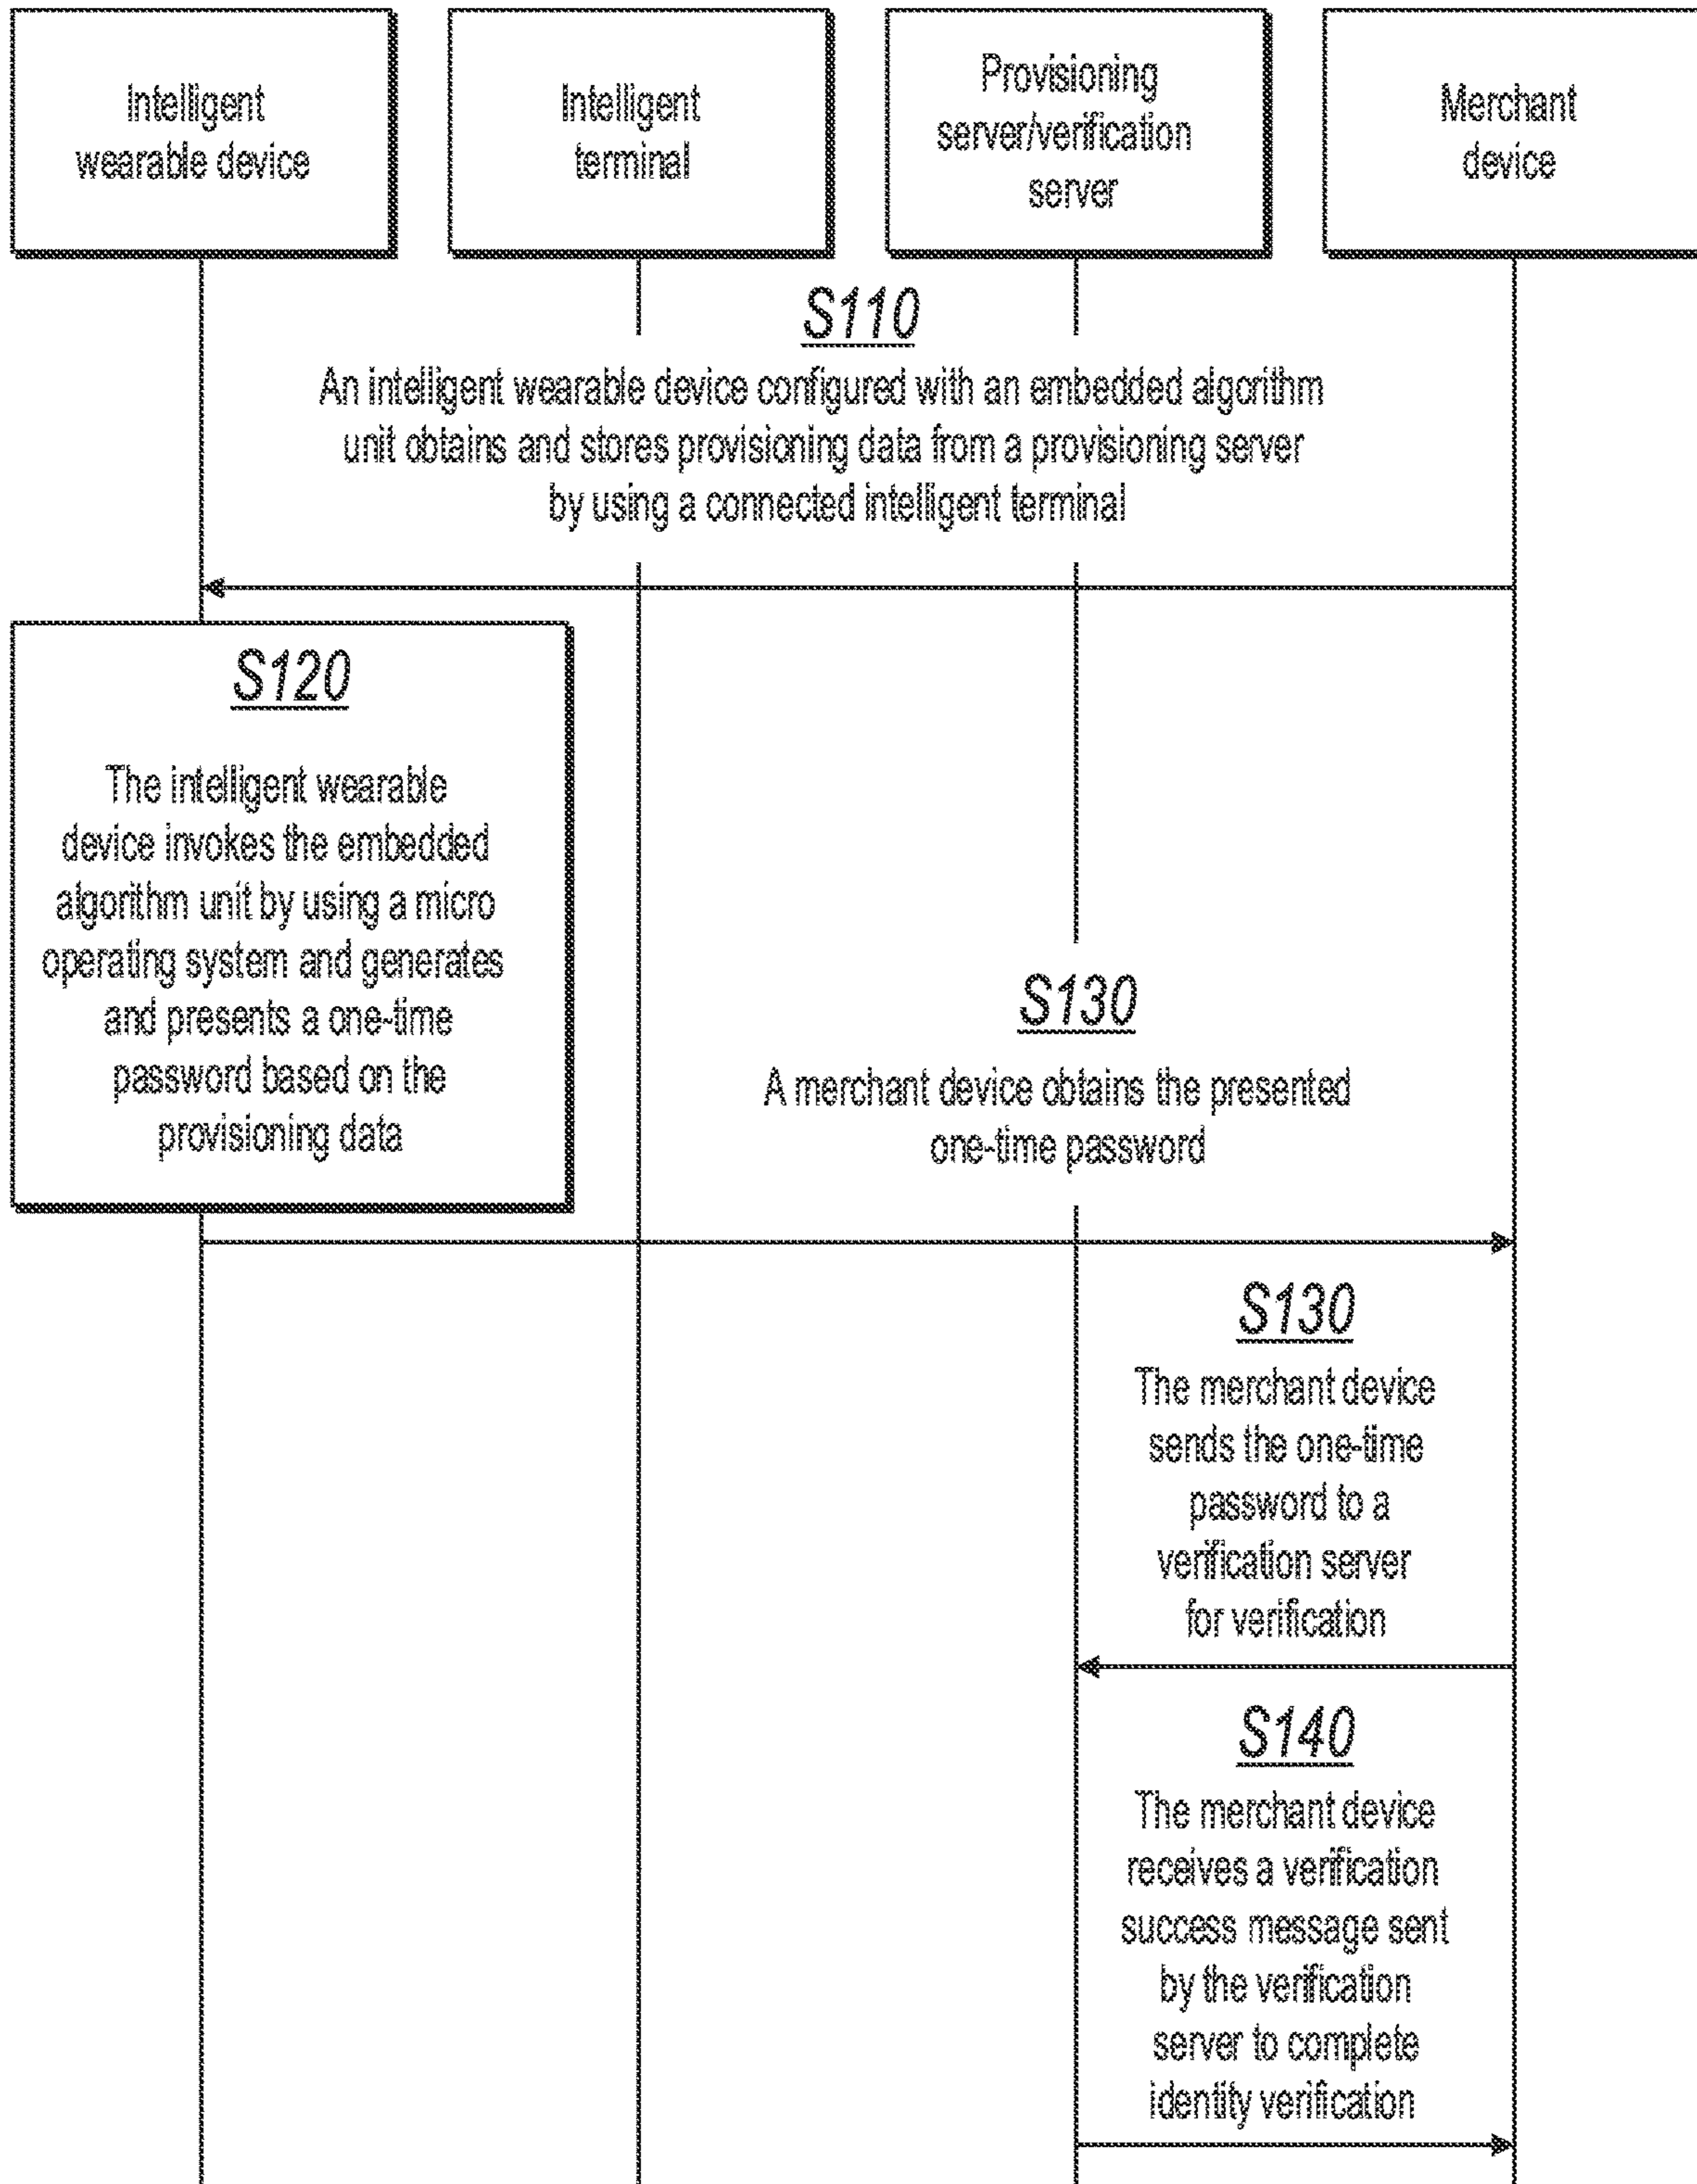 Intelligent
wearable device
Intelligent
terminal
Provisioning
server/verification
server
Merchant
device
S110
An intelligent wearable device configured with an embedded algorithm
unit obtains and stores provisioning data from a provisioning server
by using a connected intelligent terminal
S120
The intelligent wearable
device invokes the embedded
algorithm unit by using a micro
operating system and generates
and presents a one-time
password based on the
provisioning data
S130
A merchant device obtains the presented
one-time password
S130
The merchant device
sends the one-time
password to a
verification server
for verification
S140
The merchant device
receives a verification
success message sent
by the verification
server to complete
identity verification